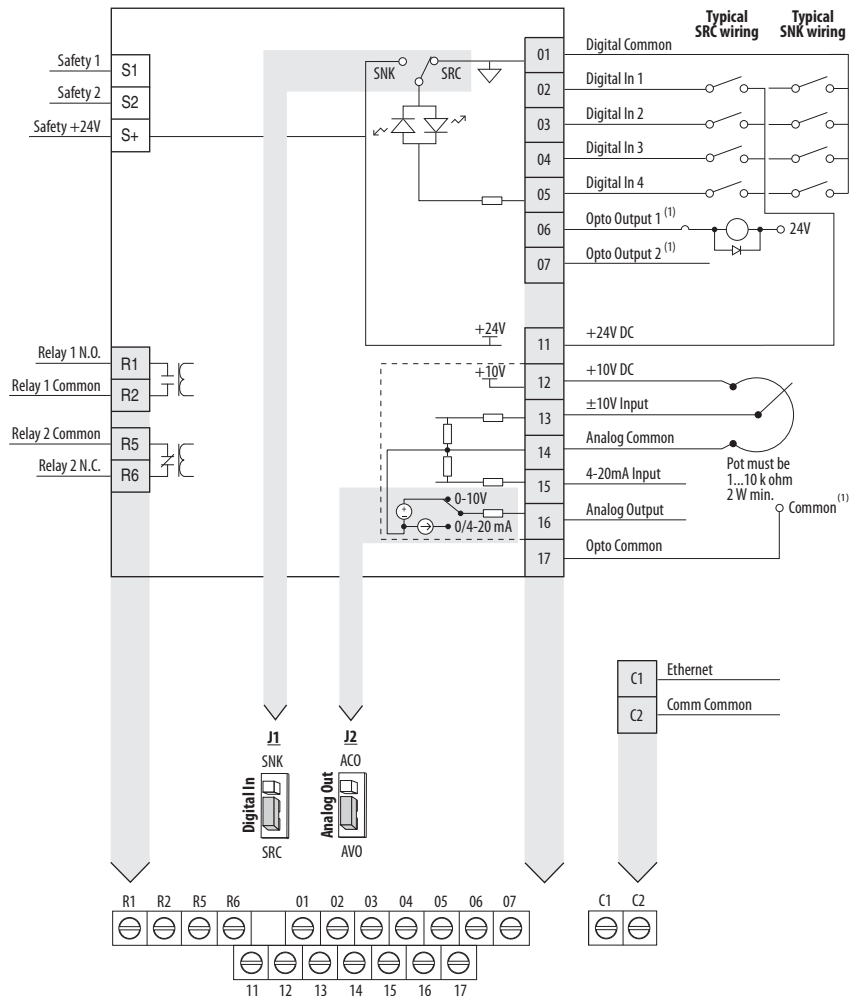 Typical
SRC wiring
Typical
SNK wiring
Safety 1
S1
Safety 2
S2
Safety +24V
S+
SNK
SRC
01
Digital Common
02
Digital In 1
03
Digital In 2
04
Digital In 3
05
Digital In 4
06
Opto Output 1 (1)
24V
07
Opto Output 2 (1)
+24V
11
+24V DC
+10V
12
+10V DC
13
±10V Input
14
Analog Common
15
4-20mA Input
16
Analog Output
17
Opto Common
Pot must be
1...10 k ohm
2 W min.
Common (1)
Relay 1 N.O.
R1
Relay 1 Common
R2
Relay 2 Common
R5
Relay 2 N.C.
R6
+
-
0-10V
0/4-20 mA
C1
Ethernet
C2
Comm Common
J1
SNK
Digital In
SRC
J2
ACO
Analog Out
AVO
R1 R2 R5 R6 01 02 03 04 05 06 07
C1 C2
11 12 13 14 15 16 17